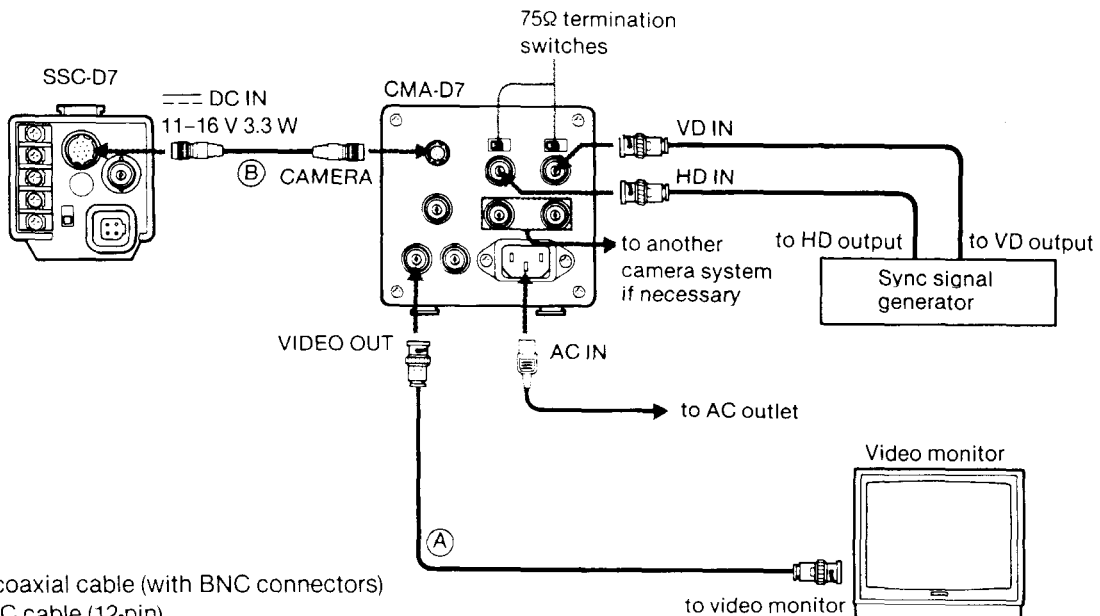 75Ω termination
switches
SSC-D7
DC IN
11–16 V 3.3 W
CMA-D7
VD IN
HD IN
Ⓑ CAMERA
to another
camera system
if necessary
to HD output
to VD output
Sync signal
generator
VIDEO OUT
AC IN
to AC outlet
Video monitor
Ⓐ
coaxial cable (with BNC connectors)
C cable (12-pin)
to video monitor